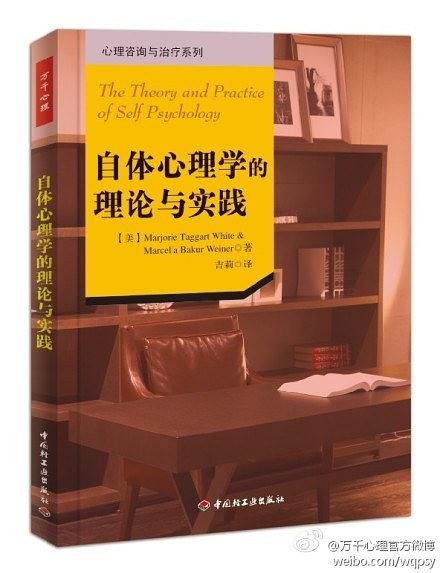 心理咨询与治疗系列
The Theory and Practice
of Self Psychology
自体心理学的
理论与实践
【美】Marjorie Taggart White &
Marcella Bakur Weiner 著
吉莉 译
中国轻工业出版社
万千心理
自体心理学的理论与实践
中国轻工业出版社
@万千心理官方微博
weibo.com/wqpsy